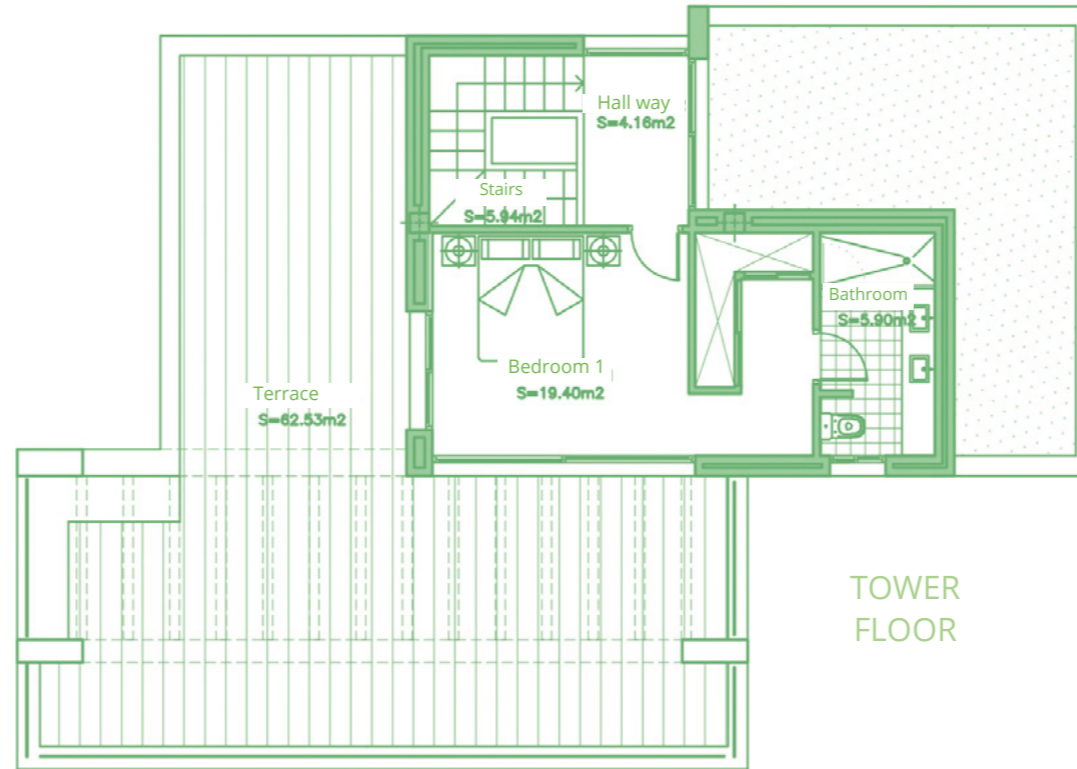 Hall way
S=4.16m2
Stairs
S=5.94m2
Bathroom
S=5.90m2
Bedroom 1
S=19.40m2
Terrace
S=62.53m2
TOWER
FLOOR